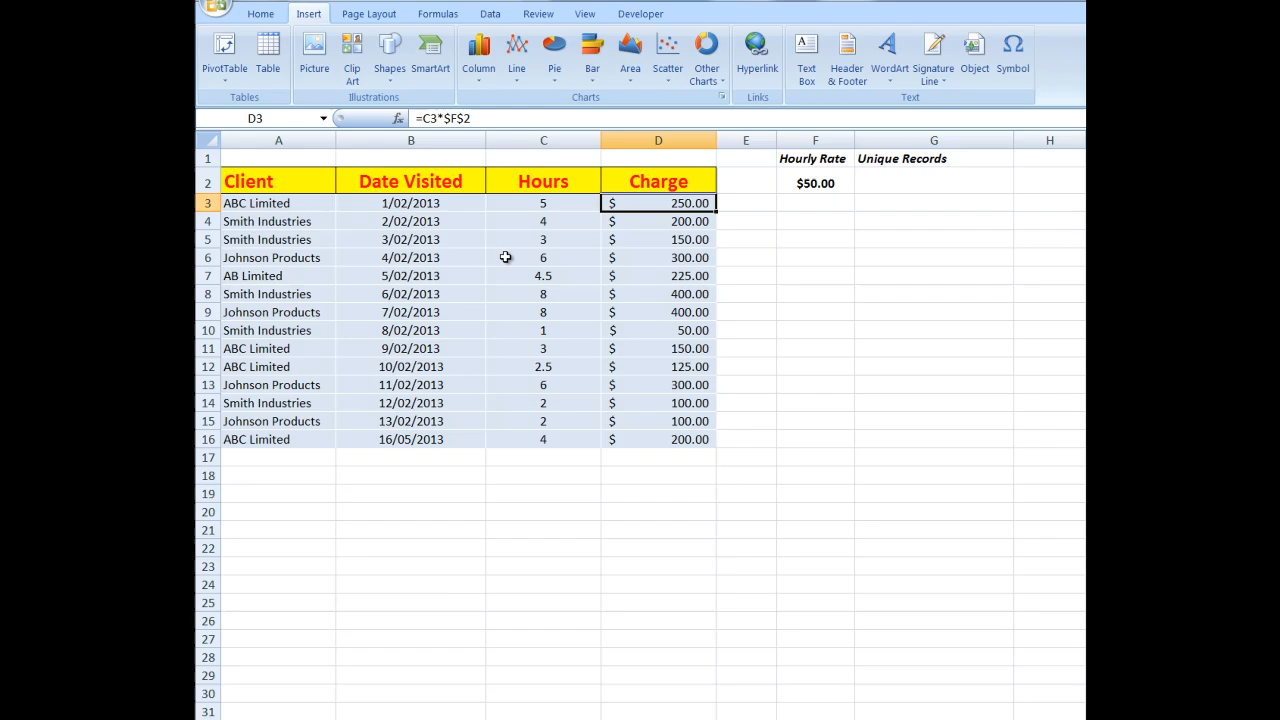 Home Insert Page Layout Formulas Data Review View Developer
PivotTable Table Picture Clip Art Shapes SmartArt Column Line Pie Bar Area Scatter Other Charts Hyperlink Text Box Header & Footer WordArt Signature Line Object Symbol
Tables Illustrations Charts Links Text
D3 fx =C3*$F$2
A B C D E F G H
1 Hourly Rate Unique Records
2 Client Date Visited Hours Charge $50.00
3 ABC Limited 1/02/2013 5 $ 250.00
4 Smith Industries 2/02/2013 4 $ 200.00
5 Smith Industries 3/02/2013 3 $ 150.00
6 Johnson Products 4/02/2013 6 $ 300.00
7 AB Limited 5/02/2013 4.5 $ 225.00
8 Smith Industries 6/02/2013 8 $ 400.00
9 Johnson Products 7/02/2013 8 $ 400.00
10 Smith Industries 8/02/2013 1 $ 50.00
11 ABC Limited 9/02/2013 3 $ 150.00
12 ABC Limited 10/02/2013 2.5 $ 125.00
13 Johnson Products 11/02/2013 6 $ 300.00
14 Smith Industries 12/02/2013 2 $ 100.00
15 Johnson Products 13/02/2013 2 $ 100.00
16 ABC Limited 16/05/2013 4 $ 200.00
17
18
19
20
21
22
23
24
25
26
27
28
29
30
31